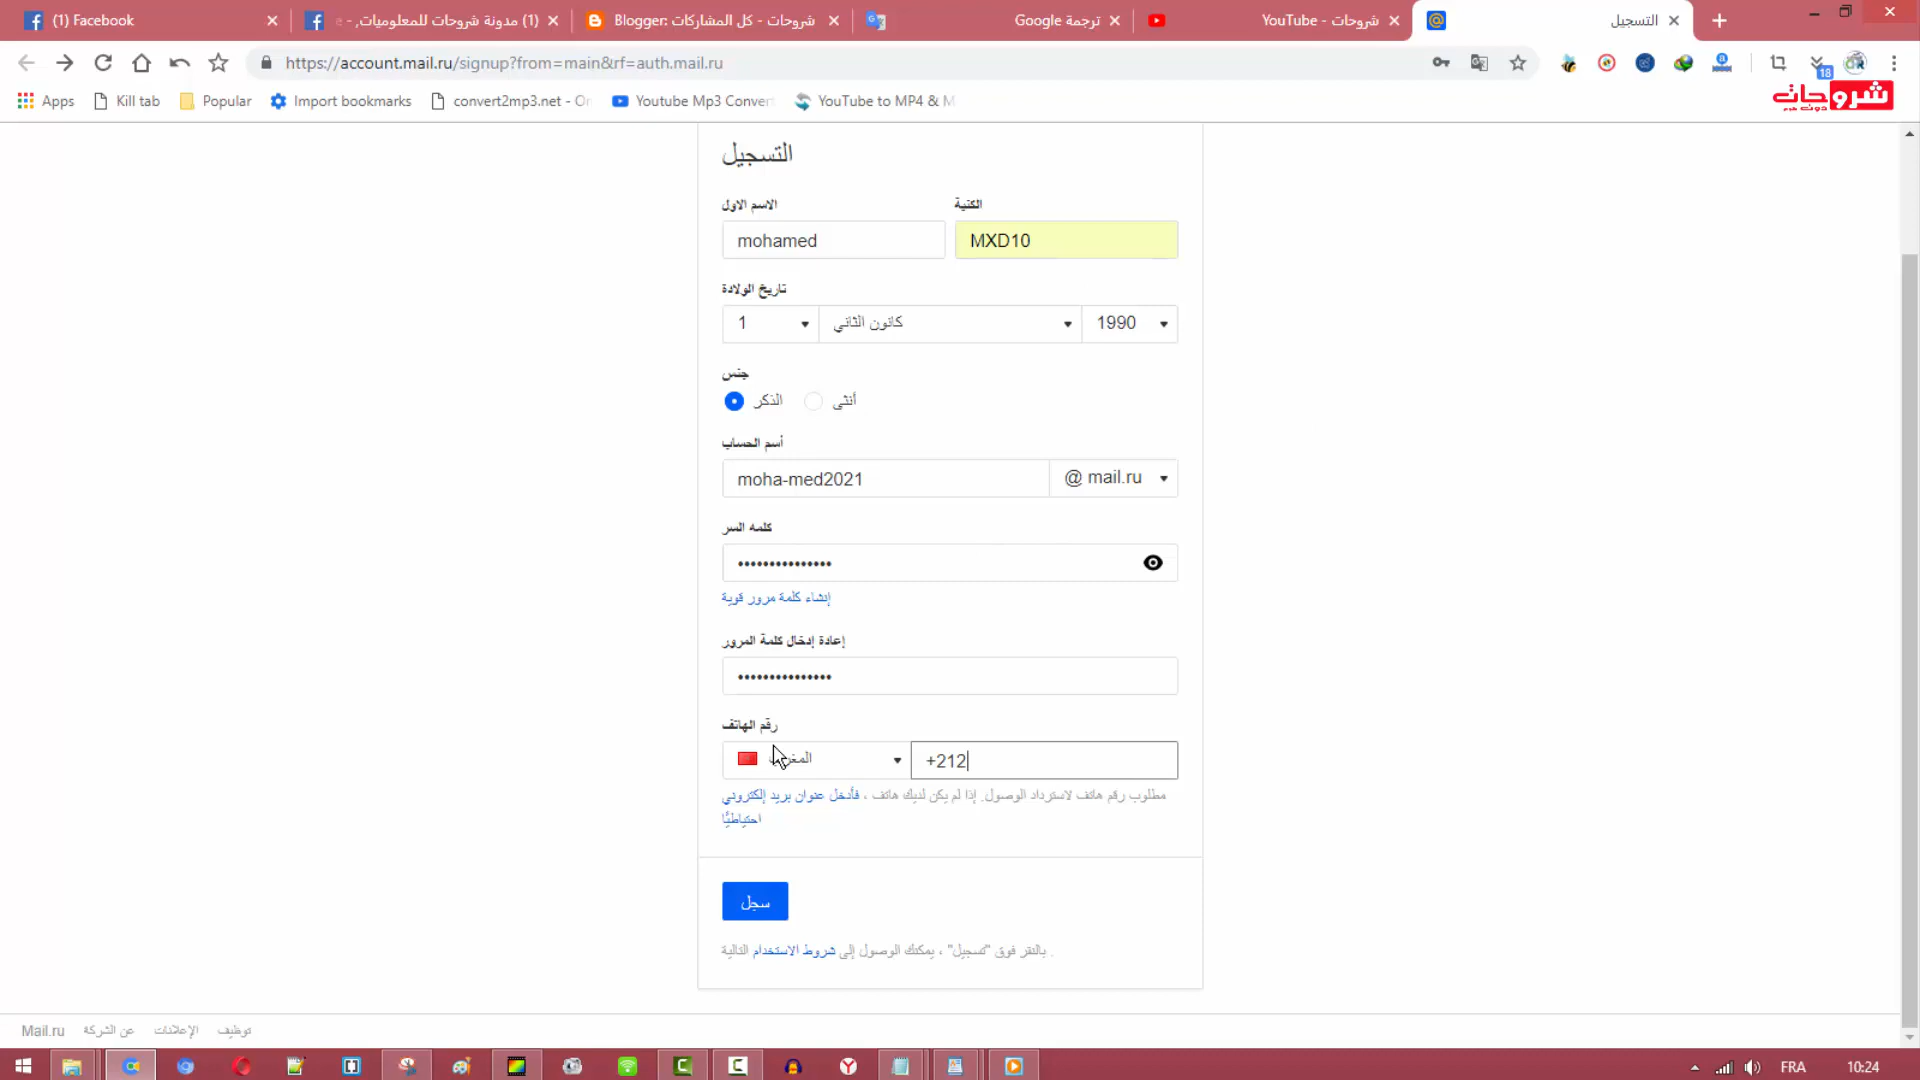 (1) Facebook
(1) مدونة شروحات للمعلوميات,
Blogger: شروحات - كل المشاركات
ترجمة Google
شروحات - YouTube
التسجيل
https://account.mail.ru/signup?from=main&rf=auth.mail.ru
18
Apps
Kill tab
Popular
Import bookmarks
convert2mp3.net - On
Youtube Mp3 Convert
YouTube to MP4 & M
شروحات
التسجيل
الاسم الاول
الكنية
mohamed
MXD10
تاريخ الولادة
1
كانون الثاني
1990
جنس
الذكر
أنثى
أسم الحساب
moha-med2021
@ mail.ru
كلمه السر
•••••••••••••••
إنشاء كلمة مرور قوية
إعادة إدخال كلمة المرور
•••••••••••••••
رقم الهاتف
المغرب
+212
مطلوب رقم هاتف لاسترداد الوصول. إذا لم يكن لديك هاتف ، فأدخل عنوان بريد إلكتروني
احتياطيًا
سجل
بالنقر فوق "تسجيل" ، يمكنك الوصول إلى شروط الاستخدام التالية .
Mail.ru
عن الشركة
الإعلانات
توظيف
FRA
10:24